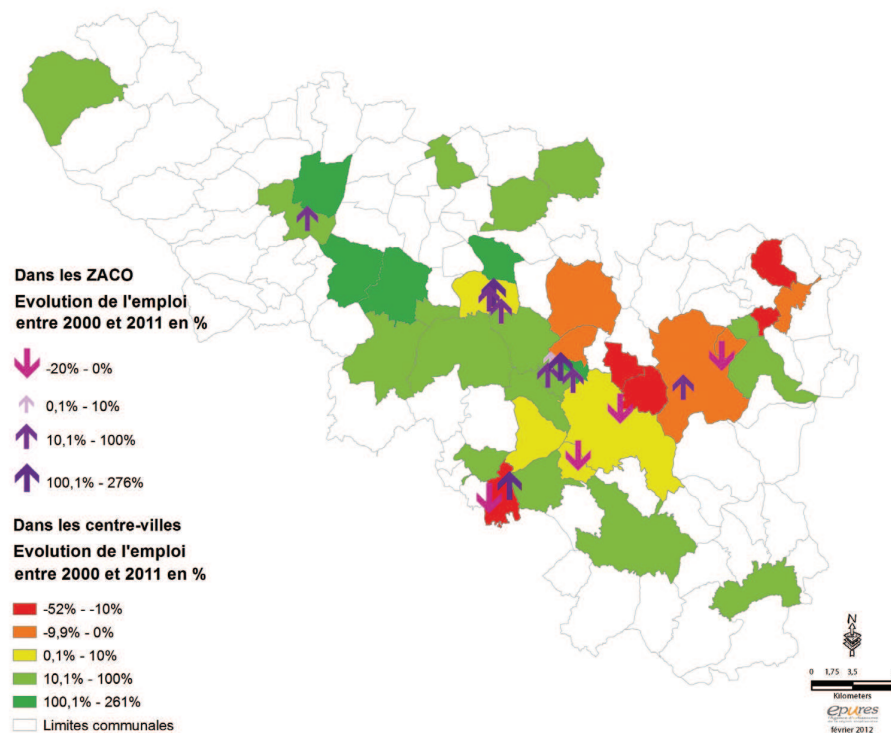 Dans les ZACO
Evolution de l'emploi
entre 2000 et 2011 en %
-20% - 0%
0,1% - 10%
10,1% - 100%
100,1% - 276%
Dans les centre-villes
Evolution de l'emploi
entre 2000 et 2011 en %
-52% - -10%
-9,9% - 0%
0,1% - 10%
10,1% - 100%
100,1% - 261%
Limites communales
N
0 1,75 3,5
Kilometers
epures
février 2012